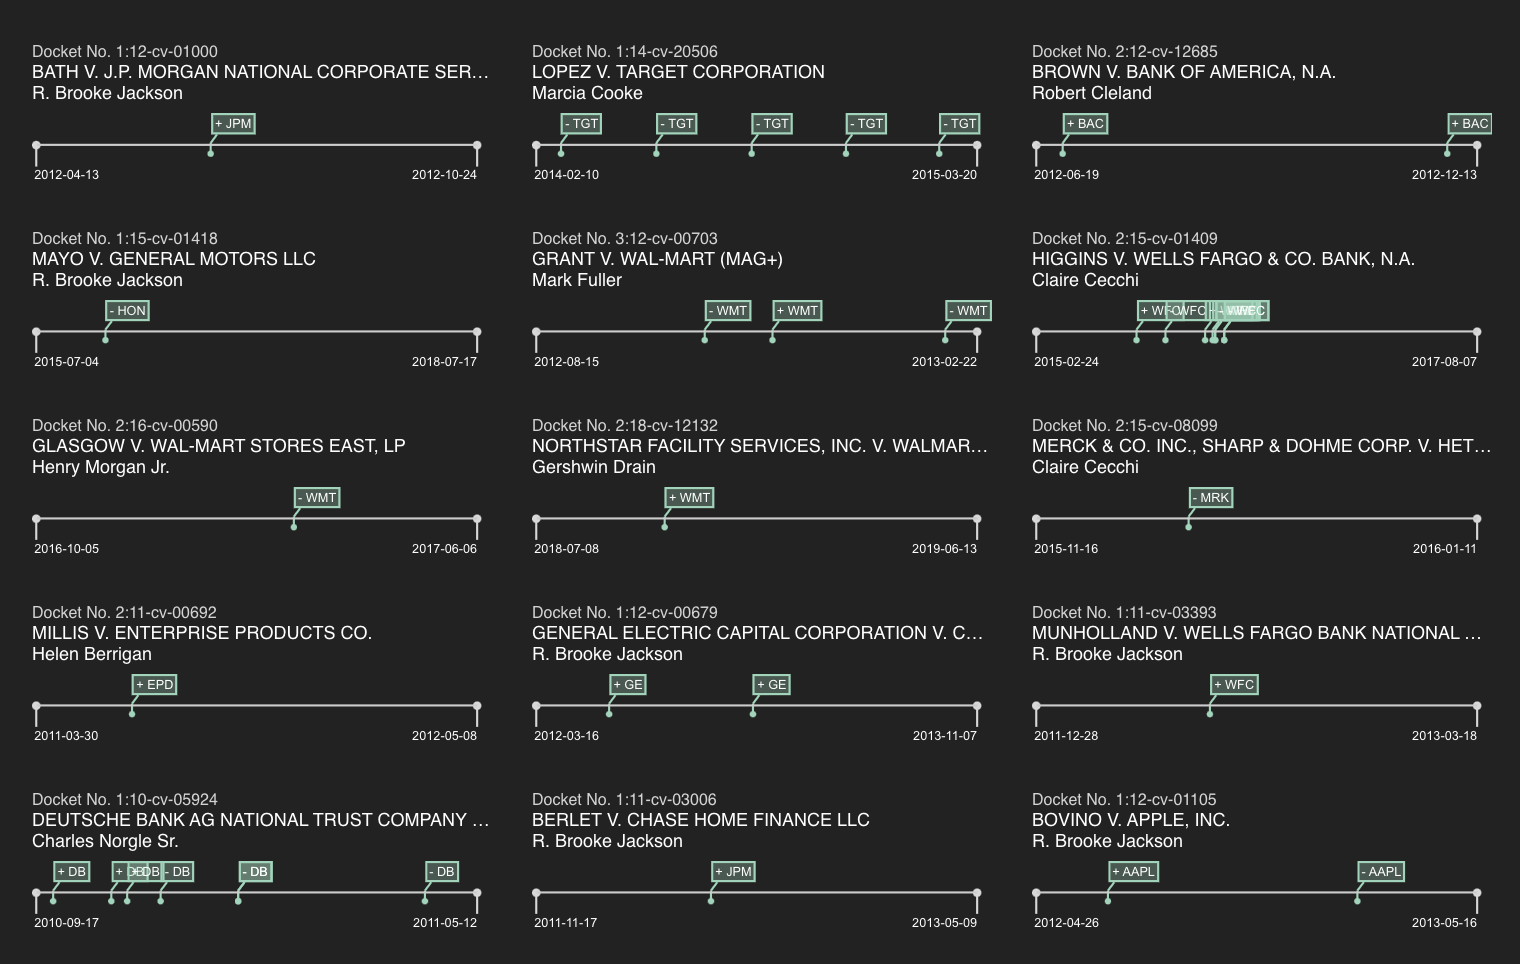 Docket No. 1:12-cv-01000
BATH V. J.P. MORGAN NATIONAL CORPORATE SER…
R. Brooke Jackson
+ JPM
2012-04-13 2012-10-24
Docket No. 1:14-cv-20506
LOPEZ V. TARGET CORPORATION
Marcia Cooke
- TGT - TGT - TGT - TGT - TGT
2014-02-10 2015-03-20
Docket No. 2:12-cv-12685
BROWN V. BANK OF AMERICA, N.A.
Robert Cleland
+ BAC + BAC
2012-06-19 2012-12-13
Docket No. 1:15-cv-01418
MAYO V. GENERAL MOTORS LLC
R. Brooke Jackson
- HON
2015-07-04 2018-07-17
Docket No. 3:12-cv-00703
GRANT V. WAL-MART (MAG+)
Mark Fuller
- WMT + WMT - WMT
2012-08-15 2013-02-22
Docket No. 2:15-cv-01409
HIGGINS V. WELLS FARGO & CO. BANK, N.A.
Claire Cecchi
+ WFC - WFC
2015-02-24 2017-08-07
Docket No. 2:16-cv-00590
GLASGOW V. WAL-MART STORES EAST, LP
Henry Morgan Jr.
- WMT
2016-10-05 2017-06-06
Docket No. 2:18-cv-12132
NORTHSTAR FACILITY SERVICES, INC. V. WALMAR…
Gershwin Drain
+ WMT
2018-07-08 2019-06-13
Docket No. 2:15-cv-08099
MERCK & CO. INC., SHARP & DOHME CORP. V. HET…
Claire Cecchi
- MRK
2015-11-16 2016-01-11
Docket No. 2:11-cv-00692
MILLIS V. ENTERPRISE PRODUCTS CO.
Helen Berrigan
+ EPD
2011-03-30 2012-05-08
Docket No. 1:12-cv-00679
GENERAL ELECTRIC CAPITAL CORPORATION V. C…
R. Brooke Jackson
+ GE + GE
2012-03-16 2013-11-07
Docket No. 1:11-cv-03393
MUNHOLLAND V. WELLS FARGO BANK NATIONAL …
R. Brooke Jackson
+ WFC
2011-12-28 2013-03-18
Docket No. 1:10-cv-05924
DEUTSCHE BANK AG NATIONAL TRUST COMPANY …
Charles Norgle Sr.
+ DB + DB DB - DB - DB - DB
2010-09-17 2011-05-12
Docket No. 1:11-cv-03006
BERLET V. CHASE HOME FINANCE LLC
R. Brooke Jackson
+ JPM
2011-11-17 2013-05-09
Docket No. 1:12-cv-01105
BOVINO V. APPLE, INC.
R. Brooke Jackson
+ AAPL - AAPL
2012-04-26 2013-05-16